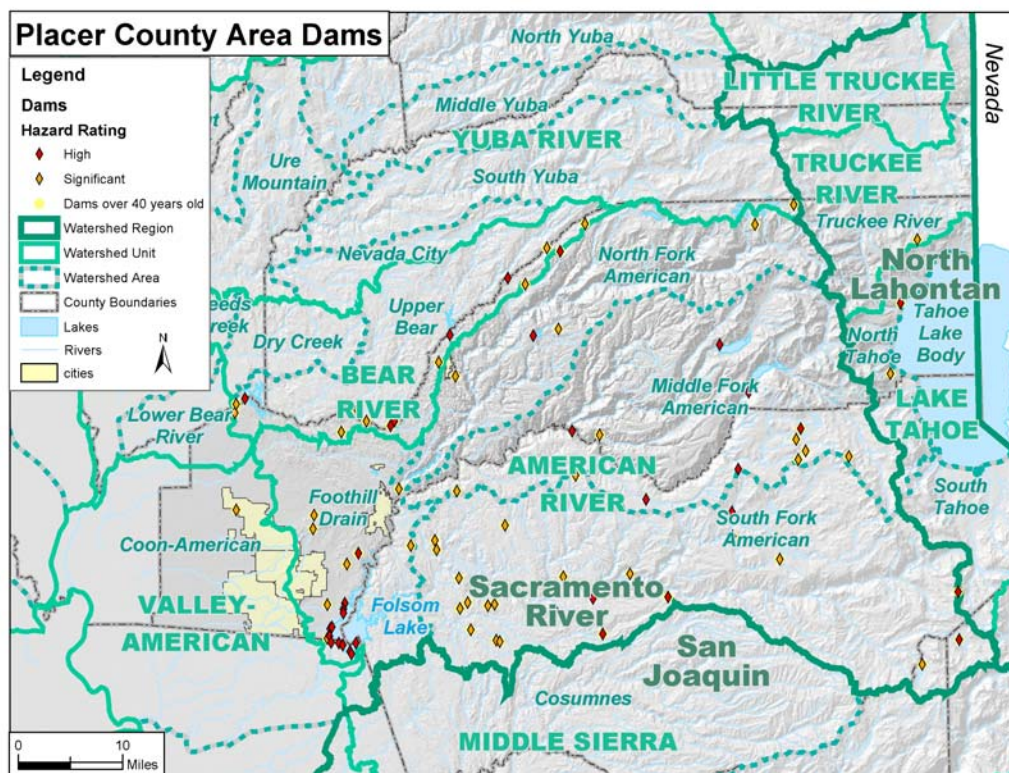 Placer County Area Dams
Legend
Dams
Hazard Rating
High
Significant
Dams over 40 years old
Watershed Region
Watershed Unit
Watershed Area
County Boundaries
Lakes
Rivers
cities
N
North Yuba
Nevada
LITTLE TRUCKEE
RIVER
Middle Yuba
YUBA RIVER
Ure
Mountain
TRUCKEE
RIVER
South Yuba
Truckee River
Nevada City
North Fork
American
North
Lahontan
Upper
Bear
Dry Creek
Tahoe
Lake
Body
North
Tahoe
BEAR
RIVER
Middle Fork
American
LAKE
TAHOE
Lower Bear
River
AMERICAN
RIVER
South
Tahoe
Foothill
Drain
South Fork
American
Coon-American
Sacramento
River
VALLEY-
AMERICAN
Folsom
Lake
San
Joaquin
Cosumnes
MIDDLE SIERRA
0 10
Miles